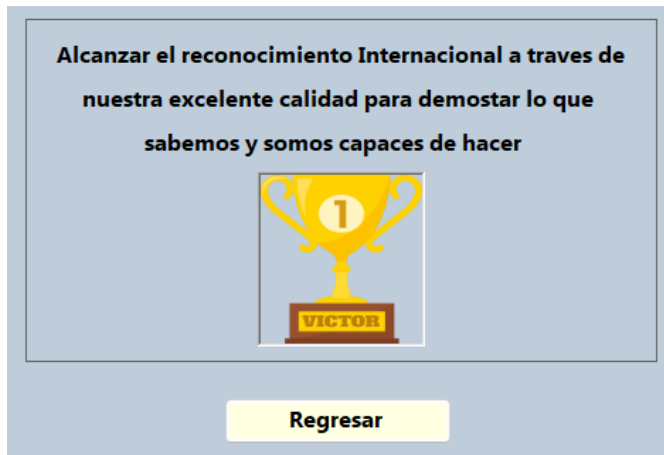 Alcanzar el reconocimiento Internacional a traves de
nuestra excelente calidad para demostar lo que
sabemos y somos capaces de hacer
1
VICTOR
Regresar